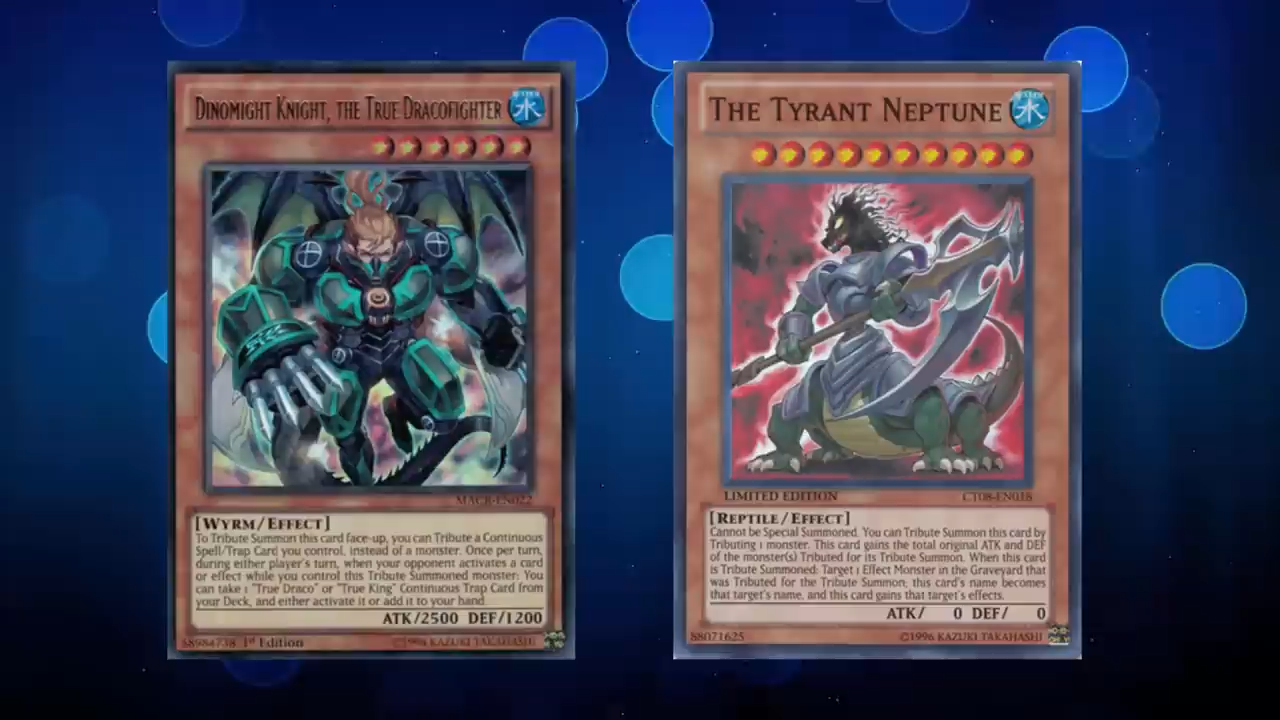 DINOMIGHT KNIGHT, THE TRUE DRACOFIGHTER
MACR-EN022
[WYRM/EFFECT]
To Tribute Summon this card face-up, you can Tribute a Continuous
Spell/Trap Card you control, instead of a monster. Once per turn,
during either player's turn, when your opponent activates a card
or effect while you control this Tribute Summoned monster: You
can take 1 "True Draco" or "True King" Continuous Trap Card from
your Deck, and either activate it or add it to your hand.
ATK/2500 DEF/1200
58984738 1st Edition
©1996 KAZUKI TAKAHASHI
THE TYRANT NEPTUNE
LIMITED EDITION
CT08-EN018
[REPTILE/EFFECT]
Cannot be Special Summoned. You can Tribute Summon this card by
Tributing 1 monster. This card gains the total original ATK and DEF
of the monster(s) Tributed for its Tribute Summon. When this card
is Tribute Summoned: Target 1 Effect Monster in the Graveyard that
was Tributed for the Tribute Summon; this card's name becomes
that target's name, and this card gains that target's effects.
ATK/ 0 DEF/ 0
88071625
©1996 KAZUKI TAKAHASHI